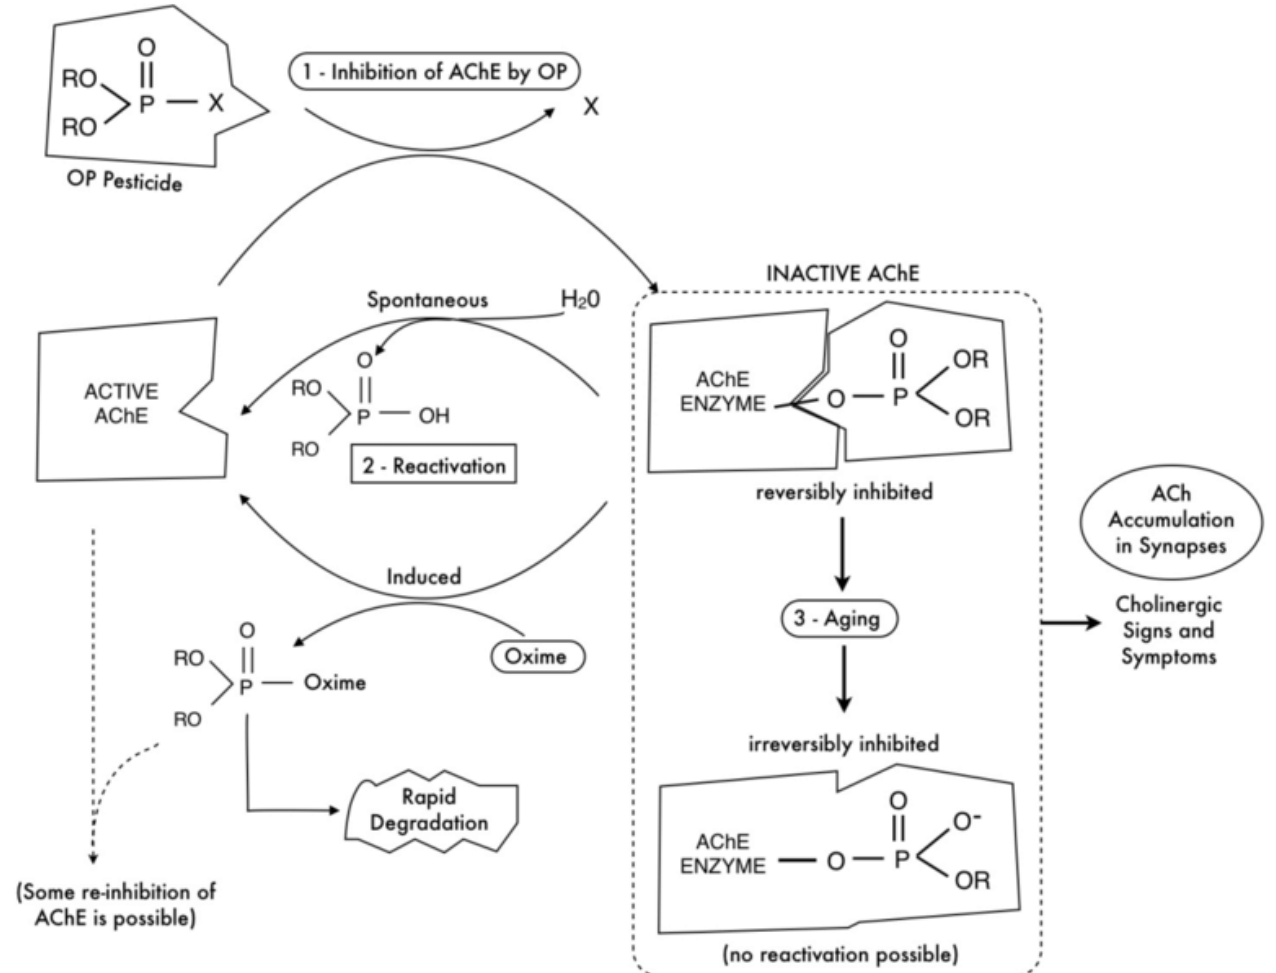 O
RO
P
X
RO
OP Pesticide
1 - Inhibition of AChE by OP
X
INACTIVE AChE
Spontaneous
H20
ACTIVE
AChE
O
RO
P
OH
RO
2 - Reactivation
AChE
ENZYME
O
P
O
OR
OR
reversibly inhibited
ACh
Accumulation
in Synapses
Cholinergic
Signs and
Symptoms
Induced
Oxime
3 - Aging
O
RO
P
Oxime
RO
irreversibly inhibited
Rapid
Degradation
AChE
ENZYME
O
P
O
O-
OR
(Some re-inhibition of
AChE is possible)
(no reactivation possible)